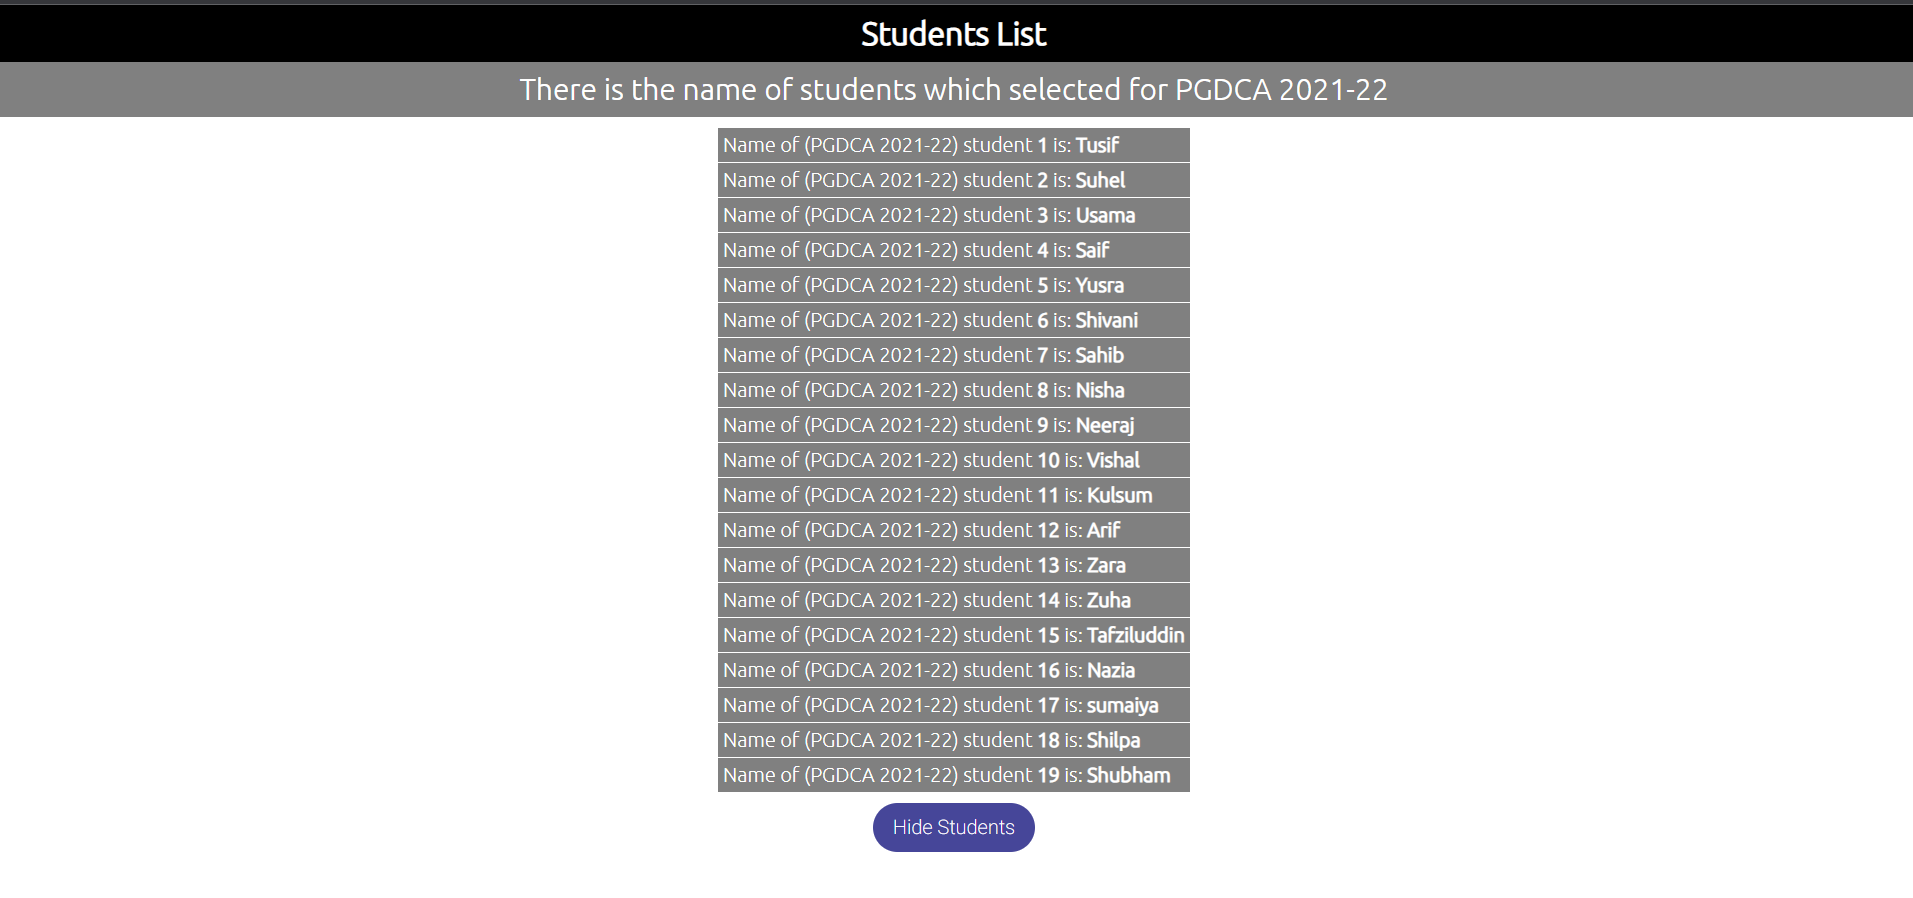 Students List
There is the name of students which selected for PGDCA 2021-22
Name of (PGDCA 2021-22) student 1 is: Tusif
Name of (PGDCA 2021-22) student 2 is: Suhel
Name of (PGDCA 2021-22) student 3 is: Usama
Name of (PGDCA 2021-22) student 4 is: Saif
Name of (PGDCA 2021-22) student 5 is: Yusra
Name of (PGDCA 2021-22) student 6 is: Shivani
Name of (PGDCA 2021-22) student 7 is: Sahib
Name of (PGDCA 2021-22) student 8 is: Nisha
Name of (PGDCA 2021-22) student 9 is: Neeraj
Name of (PGDCA 2021-22) student 10 is: Vishal
Name of (PGDCA 2021-22) student 11 is: Kulsum
Name of (PGDCA 2021-22) student 12 is: Arif
Name of (PGDCA 2021-22) student 13 is: Zara
Name of (PGDCA 2021-22) student 14 is: Zuha
Name of (PGDCA 2021-22) student 15 is: Tafziluddin
Name of (PGDCA 2021-22) student 16 is: Nazia
Name of (PGDCA 2021-22) student 17 is: sumaiya
Name of (PGDCA 2021-22) student 18 is: Shilpa
Name of (PGDCA 2021-22) student 19 is: Shubham
Hide Students